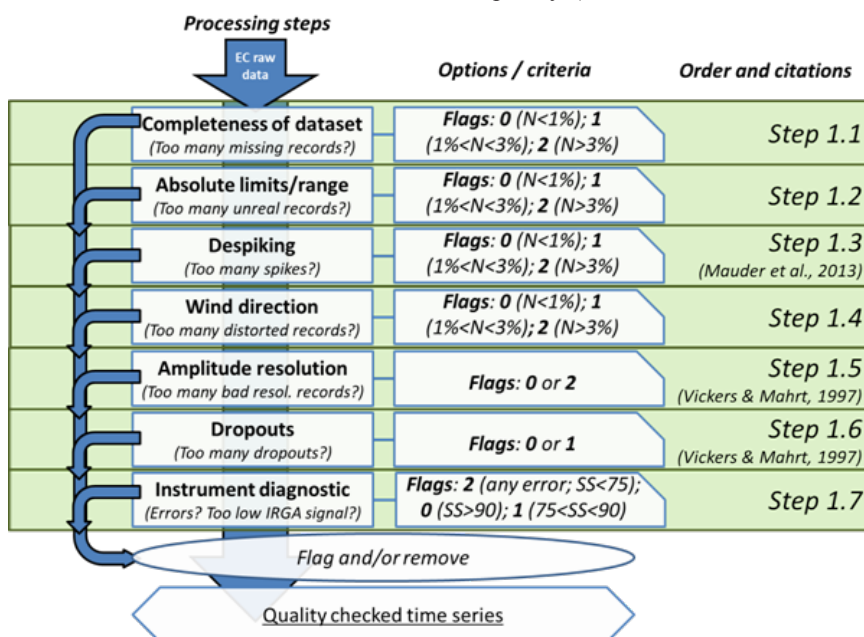 Processing steps
EC raw
data
Options / criteria
Order and citations
Completeness of dataset
(Too many missing records?)
Flags: 0 (N<1%); 1
(1%<N<3%); 2 (N>3%)
Step 1.1
Absolute limits/range
(Too many unreal records?)
Flags: 0 (N<1%); 1
(1%<N<3%); 2 (N>3%)
Step 1.2
Despiking
(Too many spikes?)
Flags: 0 (N<1%); 1
(1%<N<3%); 2 (N>3%)
Step 1.3
(Mauder et al., 2013)
Wind direction
(Too many distorted records?)
Flags: 0 (N<1%); 1
(1%<N<3%); 2 (N>3%)
Step 1.4
Amplitude resolution
(Too many bad resol. records?)
Flags: 0 or 2
Step 1.5
(Vickers & Mahrt, 1997)
Dropouts
(Too many dropouts?)
Flags: 0 or 1
Step 1.6
(Vickers & Mahrt, 1997)
Instrument diagnostic
(Errors? Too low IRGA signal?)
Flags: 2 (any error; SS<75);
0 (SS>90); 1 (75<SS<90)
Step 1.7
Flag and/or remove
Quality checked time series